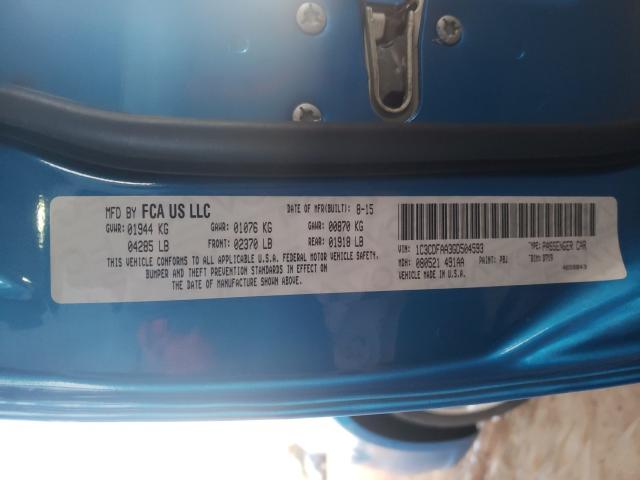 MFD BY FCA US LLC DATE OF MFR(BUILT): 8-15
GVWR: 01944 KG GAWR: 01076 KG GAWR: 00870 KG
04285 LB FRONT: 02370 LB REAR: 01918 LB
THIS VEHICLE CONFORMS TO ALL APPLICABLE U.S.A. FEDERAL MOTOR VEHICLE SAFETY,
BUMPER AND THEFT PREVENTION STANDARDS IN EFFECT ON
THE DATE OF MANUFACTURE SHOWN ABOVE.
VIN: 1C3CDFAA3GD504593 TYPE: PASSENGER CAR
MDH: 080521 491AA PAINT: PBJ
MADE IN U.S.A.